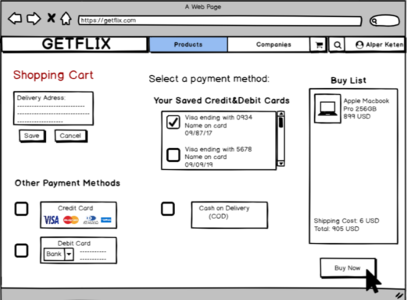 A Web Page
https://getflix.com
GETFLIX
Products
Companies
Alper Keten
Shopping Cart
Select a payment method:
Buy List
Delivery Adress:
Save
Cancel
Your Saved Credit&Debit Cards
Visa ending with 0934
Name on card
09/87/17
Visa ending with 5678
Name on card
09/09/19
Apple Macbook
Pro 256GB
899 USD
Other Payment Methods
Credit Card
VISA
Cash on Delivery
(COD)
Debit Card
Bank
Shipping Cost: 6 USD
Total: 905 USD
Buy Now